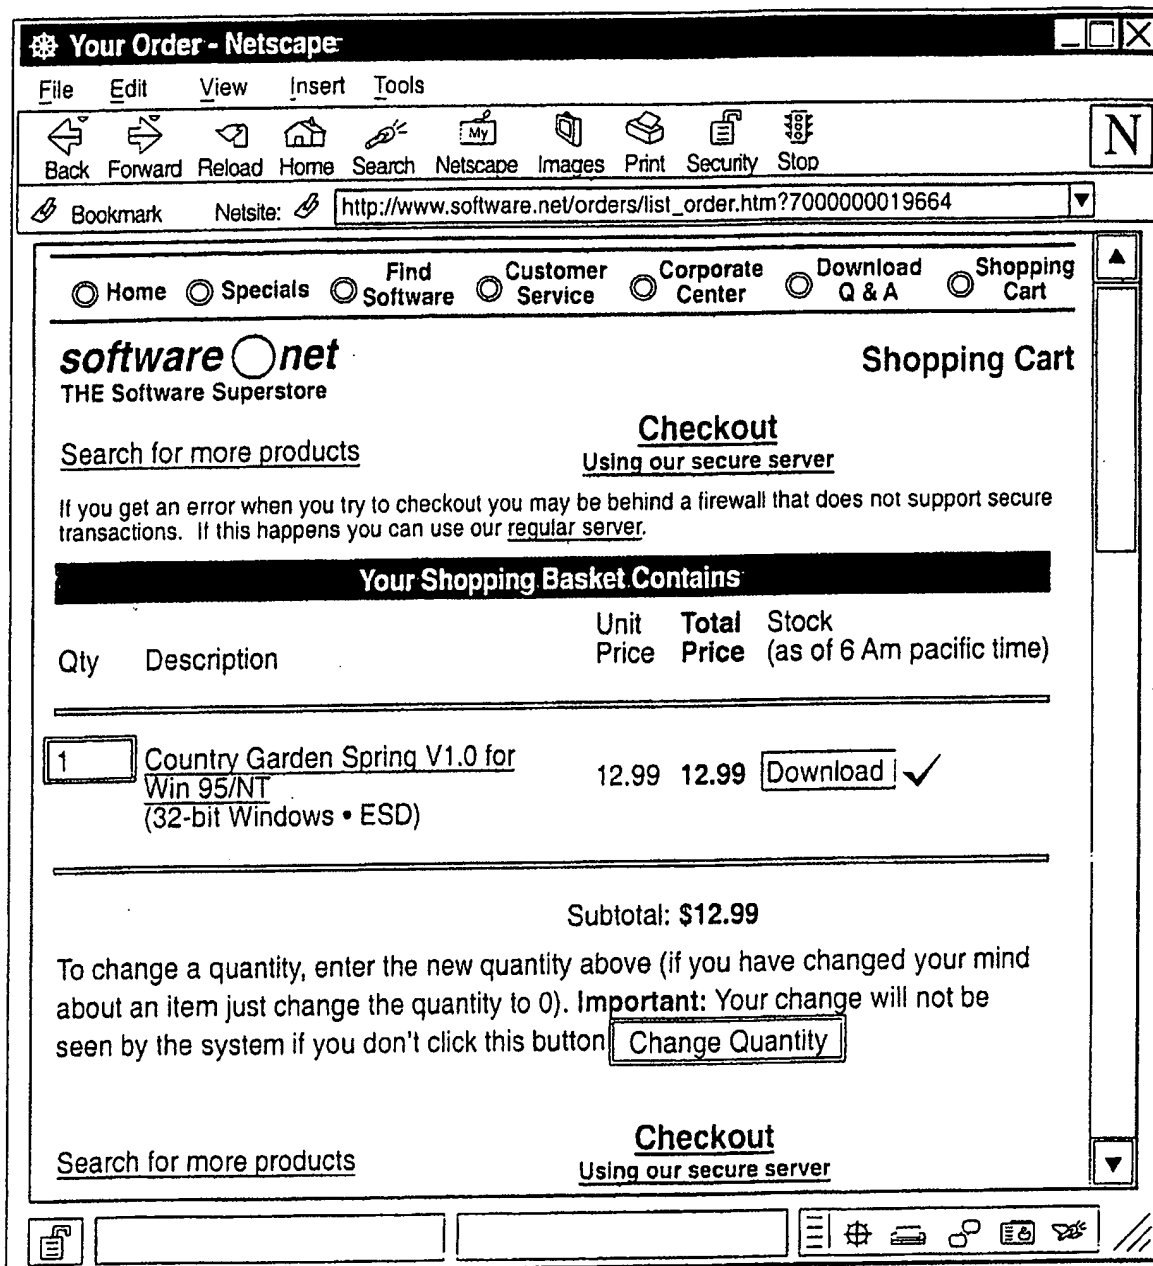 Your Order - Netscape
File Edit View Insert Tools
My
N
Back Forward Reload Home Search Netscape Images Print Security Stop
Bookmark Netsite: http://www.software.net/orders/list_order.htm?7000000019664
Home Specials Find Software Customer Service Corporate Center Download Q & A Shopping Cart
software net
Shopping Cart
THE Software Superstore
Checkout
Search for more products
Using our secure server
If you get an error when you try to checkout you may be behind a firewall that does not support secure
transactions. If this happens you can use our regular server.
Your Shopping Basket Contains
Unit Total Stock
Qty Description Price Price (as of 6 Am pacific time)
1 Country Garden Spring V1.0 for
Win 95/NT
12.99 12.99 Download
(32-bit Windows • ESD)
Subtotal: $12.99
To change a quantity, enter the new quantity above (if you have changed your mind
about an item just change the quantity to 0). Important: Your change will not be
seen by the system if you don't click this button Change Quantity
Checkout
Search for more products
Using our secure server